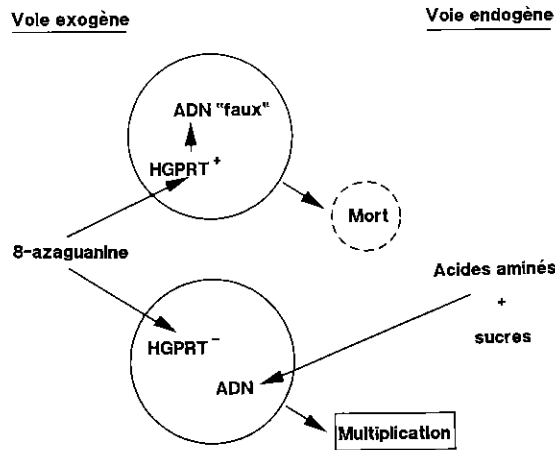 Voie exogène
Voie endogène
ADN "faux"
HGPRT +
Mort
8-azaguanine
Acides aminés
+
sucres
HGPRT -
ADN
Multiplication